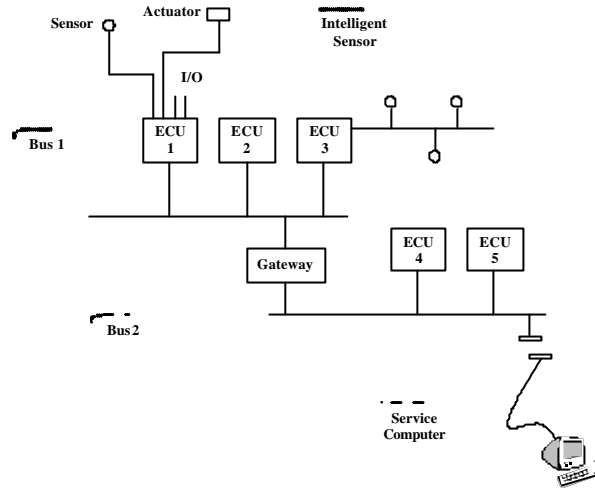 Actuator
Sensor
Intelligent
Sensor
I/O
Bus 1
ECU
1
ECU
2
ECU
3
Gateway
ECU
4
ECU
5
Bus2
Service
Computer